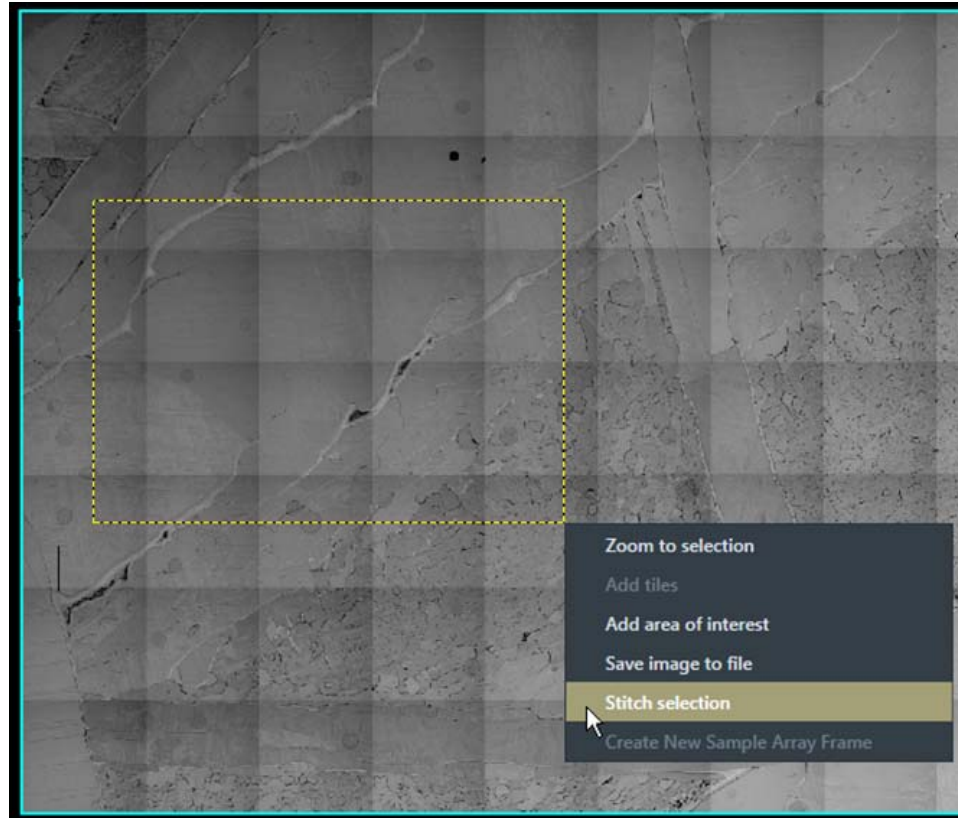 Zoom to selection
Add tiles
Add area of interest
Save image to file
Stitch selection
Create New Sample Array Frame